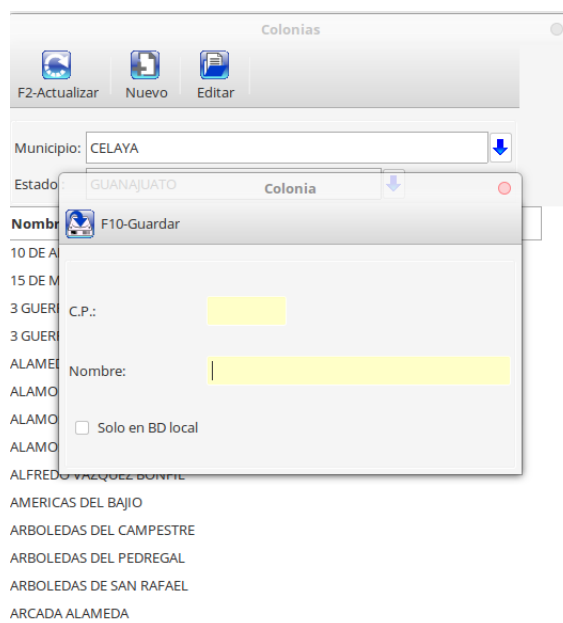 Colonias
F2-Actualizar Nuevo Editar
Municipio: CELAYA
Estado: GUANAJUATO
Colonia
F10-Guardar
C.P.:
Nombre:
Solo en BD local
Nombr
10 DE A
15 DE M
3 GUERR
3 GUERR
ALAMED
ALAMO
ALAMO
ALAMO
ALFREDO VAZQUEZ BONFIL
AMERICAS DEL BAJIO
ARBOLEDAS DEL CAMPESTRE
ARBOLEDAS DEL PEDREGAL
ARBOLEDAS DE SAN RAFAEL
ARCADA ALAMEDA